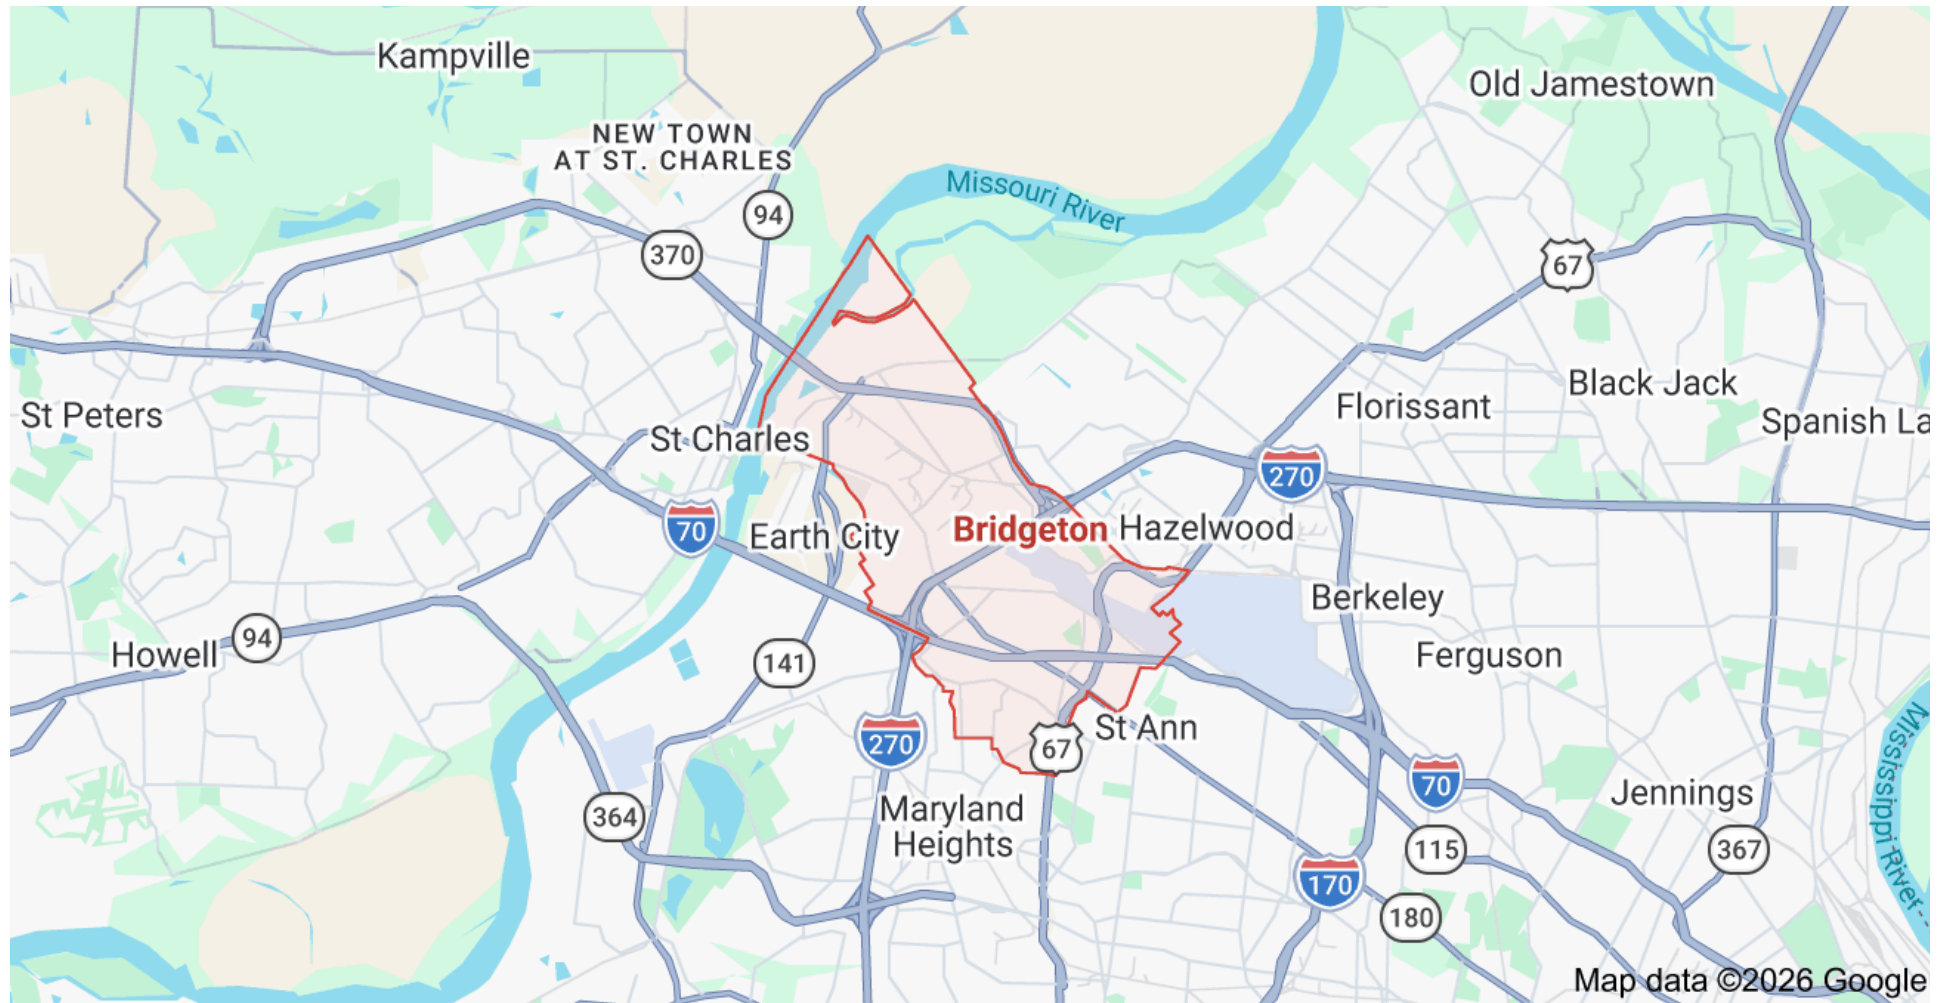 Kampville
Old Jamestown
NEW TOWN
AT ST. CHARLES
Missouri River
94
370
67
Black Jack
Florissant
St Peters
Spanish La
St Charles
270
70
Earth City
Bridgeton
Hazelwood
Berkeley
94
Howell
141
Ferguson
St Ann
270
67
Mississippi River
70
Jennings
364
Maryland
Heights
115
367
170
180
Map data ©2026 Google